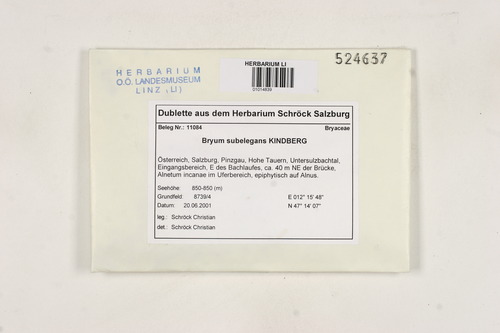 HERBARIUM
O.Ö. LANDESMUSEUM
LINZ (LI)
HERBARIUM LI
01014839
524637
Dublette aus dem Herbarium Schröck Salzburg
Beleg Nr.: 11084 Bryaceae
Bryum subelegans KINDBERG
Österreich, Salzburg, Pinzgau, Hohe Tauern, Untersulzbachtal,
Eingangsbereich, E des Bachlaufes, ca. 40 m NE der Brücke,
Alnetum incanae im Uferbereich, epiphytisch auf Alnus.
Seehöhe: 850-850 (m)
Grundfeld: 8739/4 E 012° 15' 48"
Datum: 20.06.2001 N 47° 14' 07"
leg.: Schröck Christian
det.: Schröck Christian